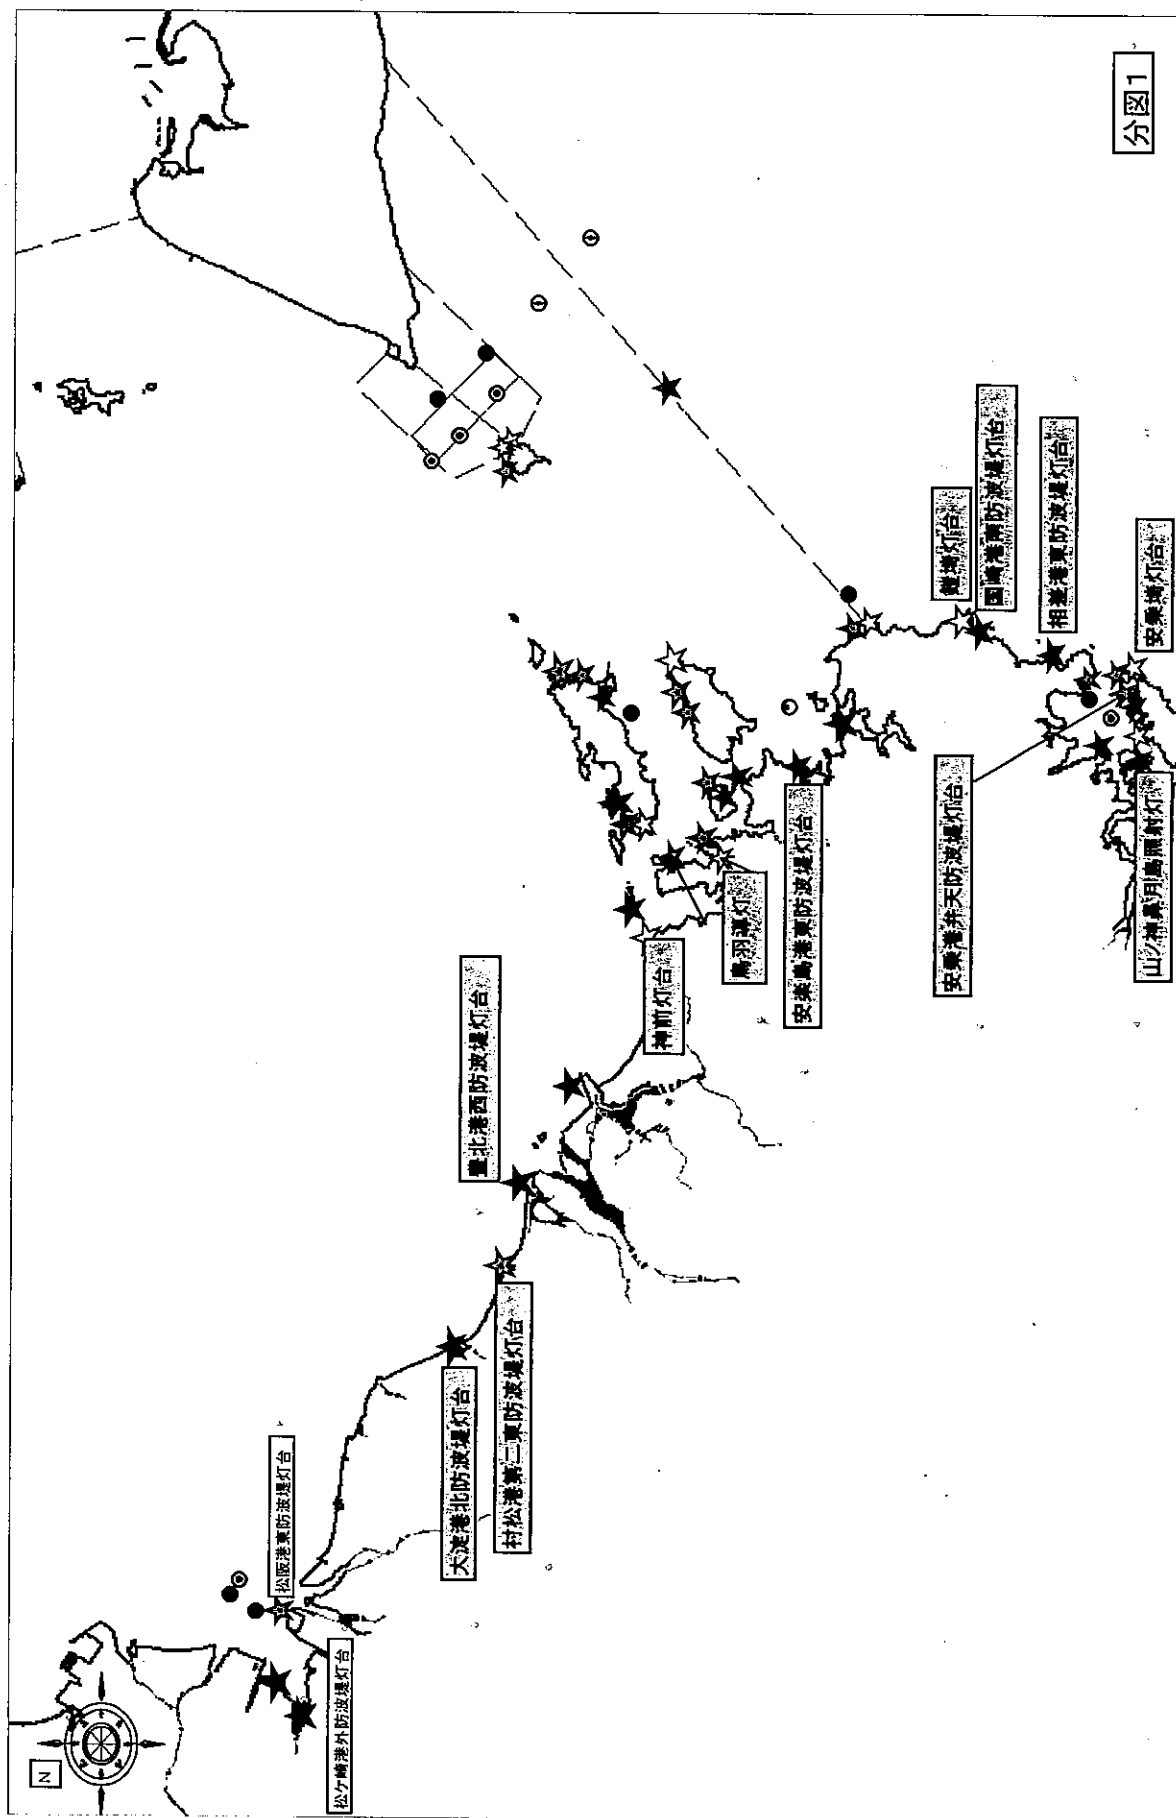 N
松ケ崎港外防波堤灯台
松阪港東防波堤灯台
大淀港北防波堤灯台
村松港第二東防波堤灯台
豊北港西防波堤灯台
神前灯台
鳥羽導灯
安楽島港東防波堤灯台
安乗港弁天防波堤灯台
山ノ神鼻月島照射灯
鎧埼灯台
国崎港南防波堤灯台
相差港東防波堤灯台
安乗埼灯台
分図1